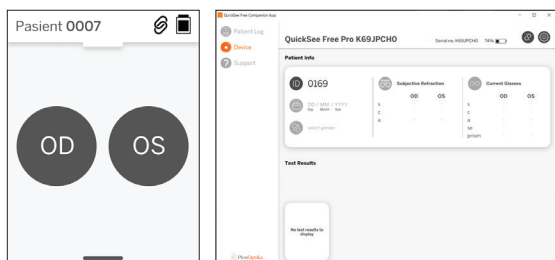 Pasient 0007
OD OS
QuickSee Free Companion App
Patient Log
Device
Support
QuickSee Free Pro K69JPCH0
Serial no. K69JPCH0 74%
Patient Info
ID 0169
DD / MM / YYYY
Day Month Year
select gender
Subjective Refraction
OD OS
s
c
a
Current Glasses
OD OS
s
c
a
se
prism
Test Results
No test results to
display
PlenOptika